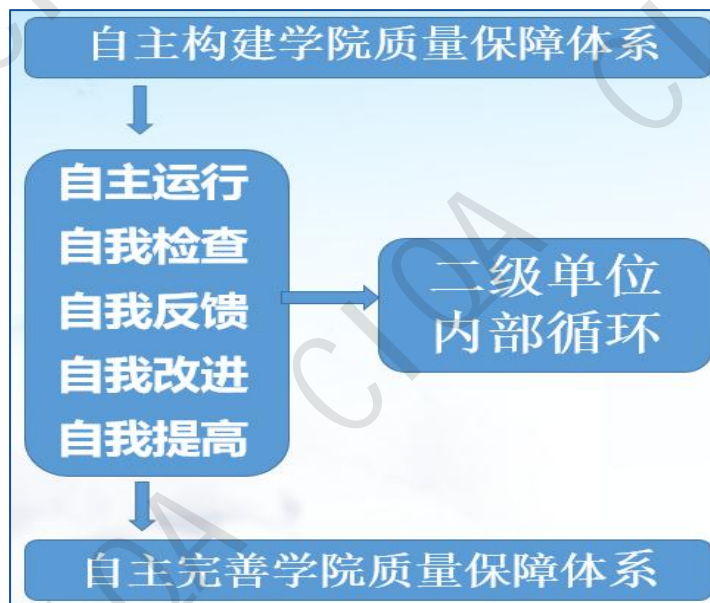 自主构建学院质量保障体系
自主运行
自我检查
自我反馈
自我改进
自我提高
二级单位
内部循环
自主完善学院质量保障体系
CIQA